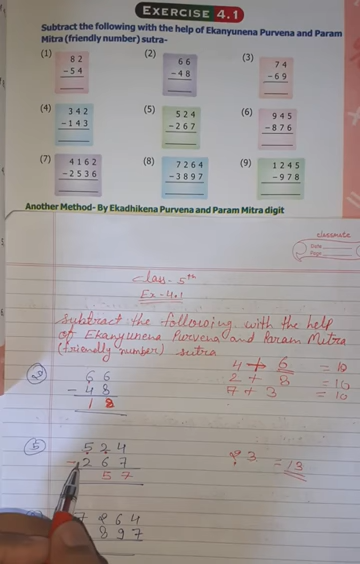 EXERCISE 4.1
Subtract the following with the help of Ekanyunena Purvena and Param
Mitra (friendly number) sutra-
(1) 82 (2) 66 (3) 74
-54 -48 -69
(4) 342 (5) 524 (6) 945
-143 -267 -876
(7) 4162 (8) 7264 (9) 1245
-2536 -3897 -978
Another Method- By Ekadhikena Purvena and Param Mitra digit
classmate
Date
Page
Class - 5th
Ex - 4.1
Subtract the following with the help
of Ekanyunena Purvena and Param Mitra
(friendly number) sutra
4 + 6 = 10
2 + 8 = 10
7 + 3 = 10
66
- 48
18
5 524
- 267
57
3 = 13
7264
897